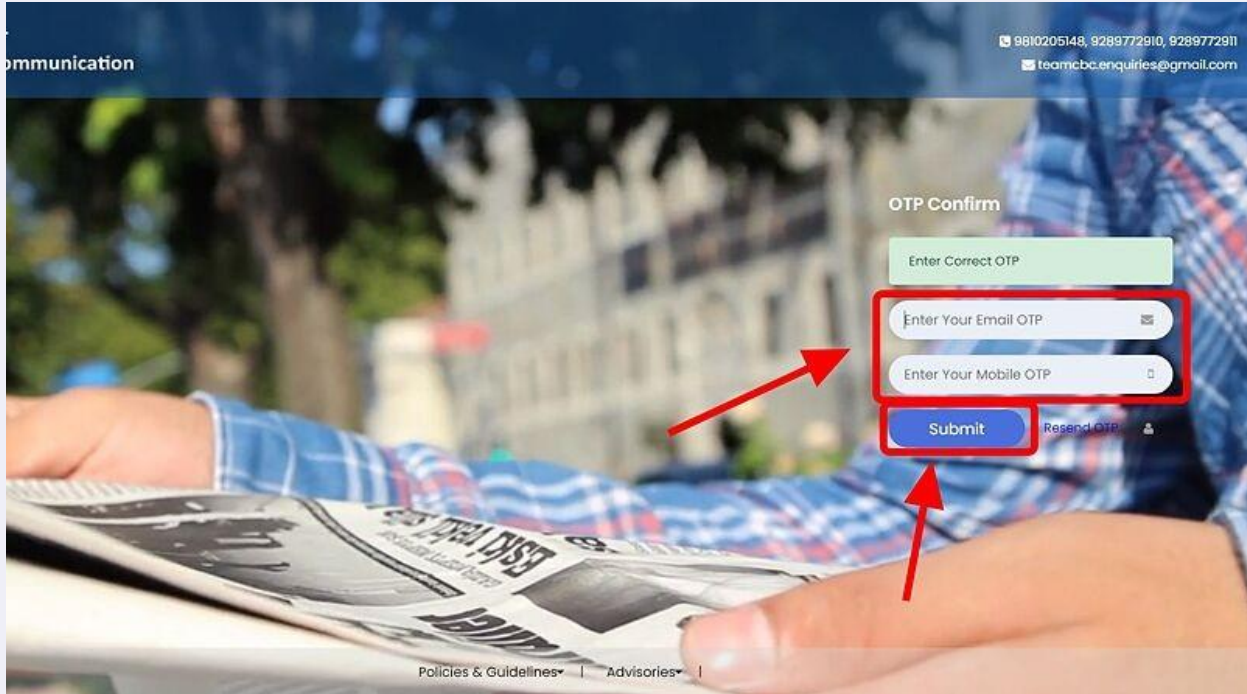 ommunication
9810205148, 9289772910, 9289772911
teamcbc.enquiries@gmail.com
OTP Confirm
Enter Correct OTP
Enter Your Email OTP
Enter Your Mobile OTP
Submit Resend OTP
Eski
Policies & Guidelines | Advisories |